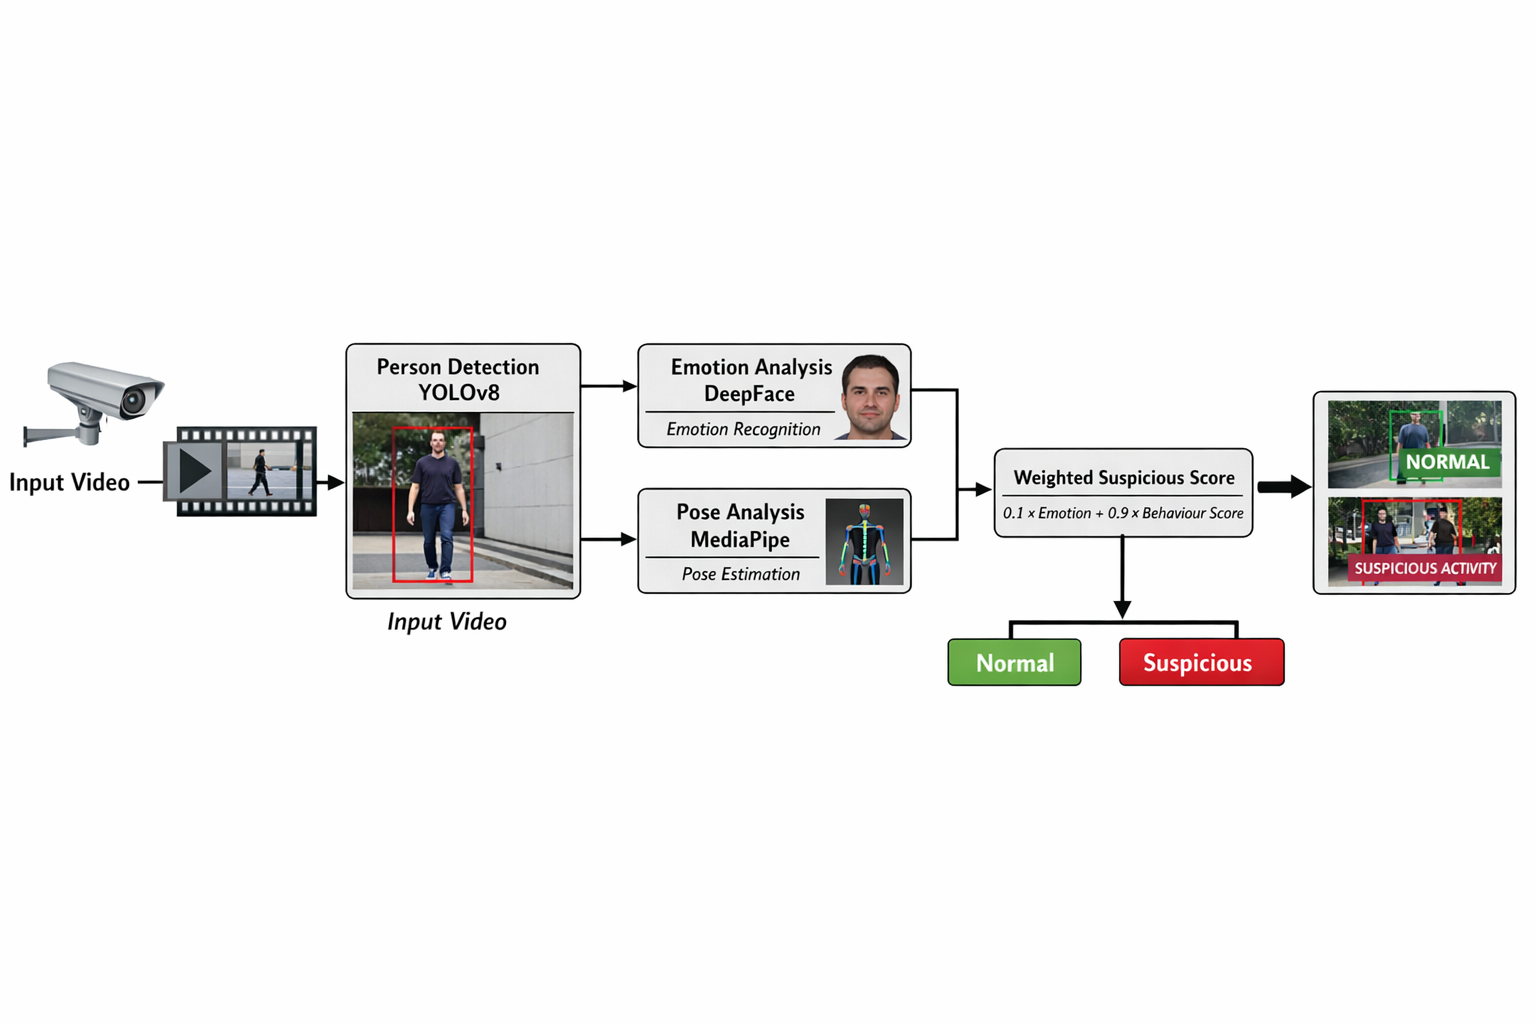 Input Video
Person Detection
YOLOv8
Input Video
Emotion Analysis
DeepFace
Emotion Recognition
Pose Analysis
MediaPipe
Pose Estimation
Weighted Suspicious Score
0.1 × Emotion + 0.9 × Behaviour Score
Normal
Suspicious
NORMAL
SUSPICIOUS ACTIVITY